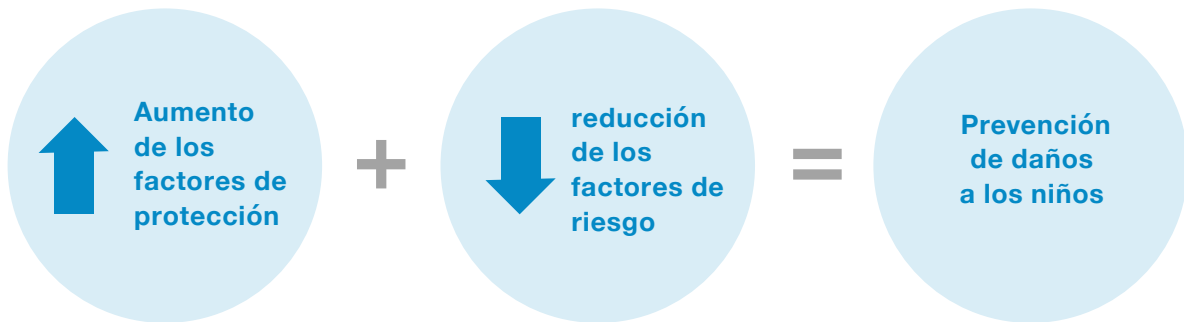 Aumento
de los
factores de
protección
+
reducción
de los
factores de
riesgo
=
Prevención
de daños
a los niños